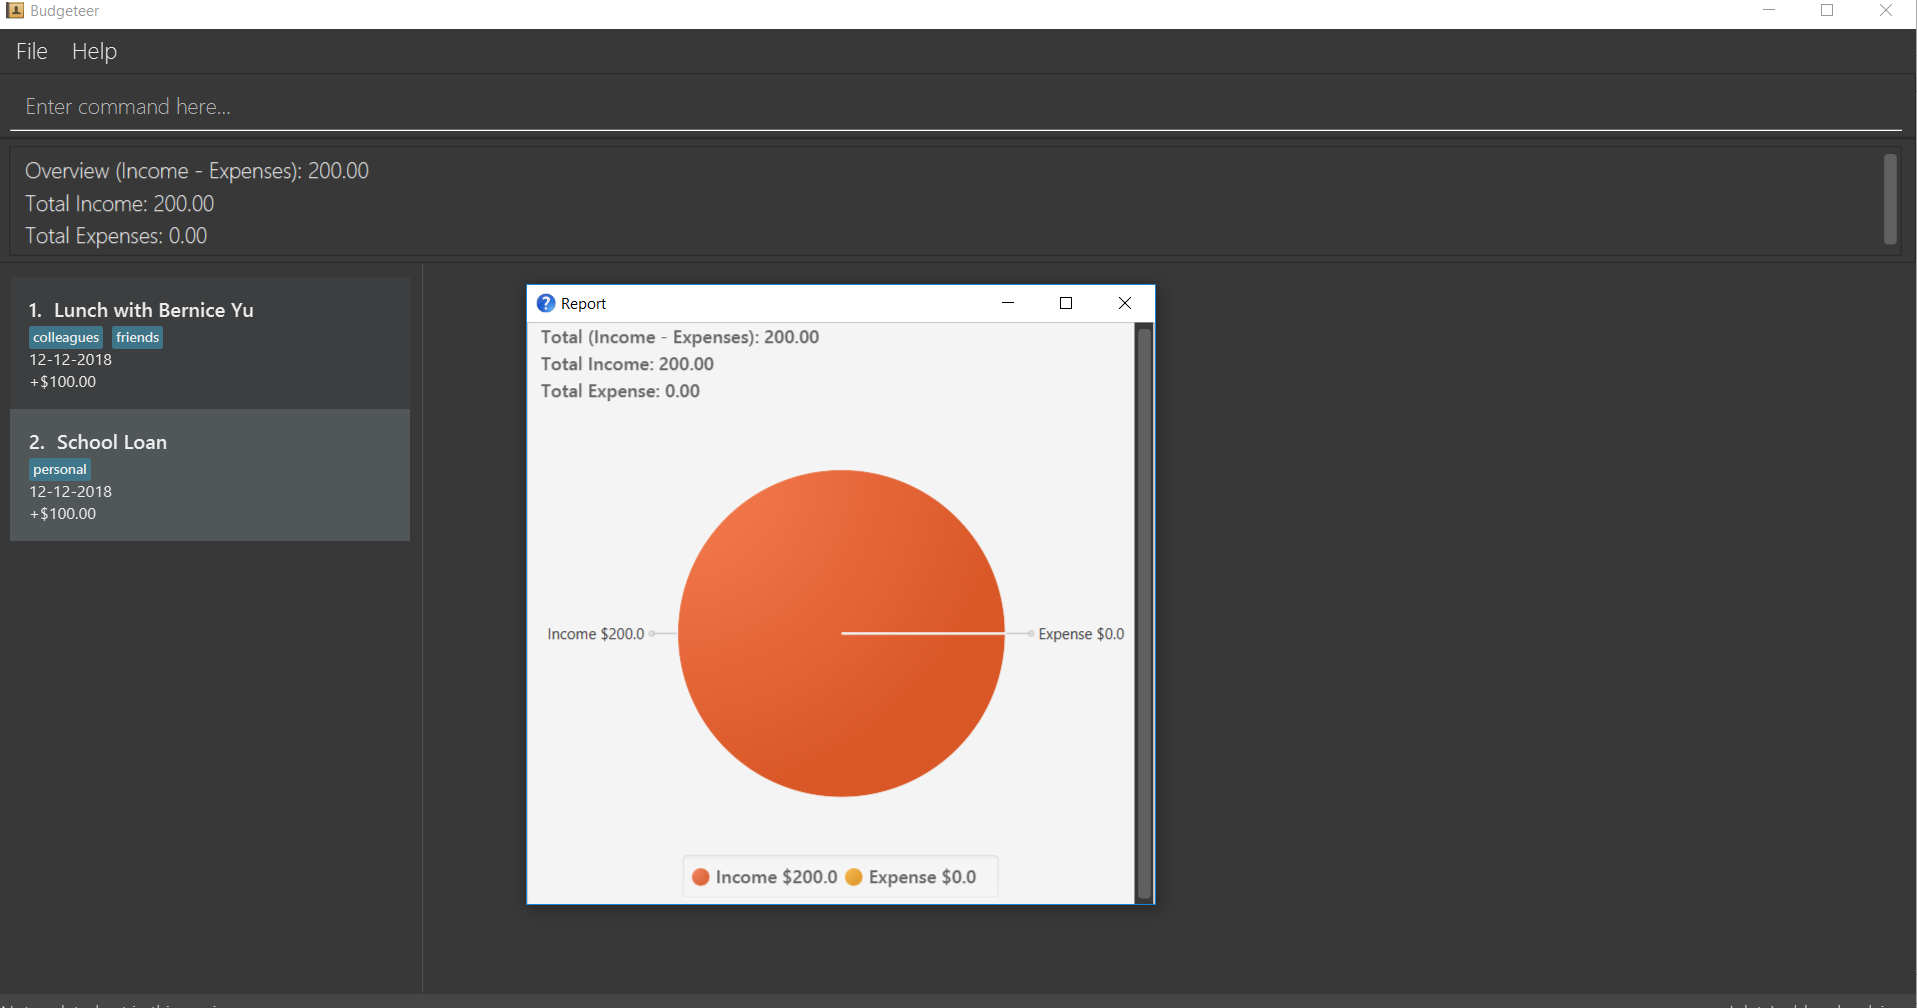 Budgeteer
File Help
Enter command here...
Overview (Income - Expenses): 200.00
Total Income: 200.00
Total Expenses: 0.00
1. Lunch with Bernice Yu
colleagues friends
12-12-2018
+$100.00
2. School Loan
personal
12-12-2018
+$100.00
Report
Total (Income - Expenses): 200.00
Total Income: 200.00
Total Expense: 0.00
Income $200.0
Expense $0.0
Income $200.0 Expense $0.0